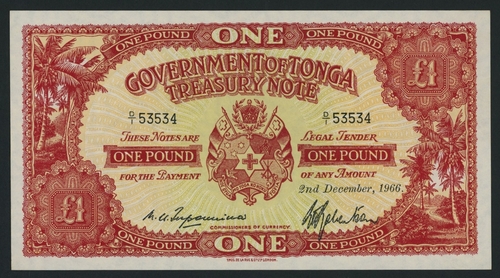 ONE
ONE POUND ONE POUND
GOVERNMENT OF TONGA
TREASURY NOTE
£1
D/1 53534 D/1 53534
THESE NOTES ARE LEGAL TENDER
ONE POUND ONE POUND
FOR THE PAYMENT OF ANY AMOUNT
2nd December, 1966.
£1
COMMISSIONERS OF CURRENCY.
ONE POUND ONE ONE POUND